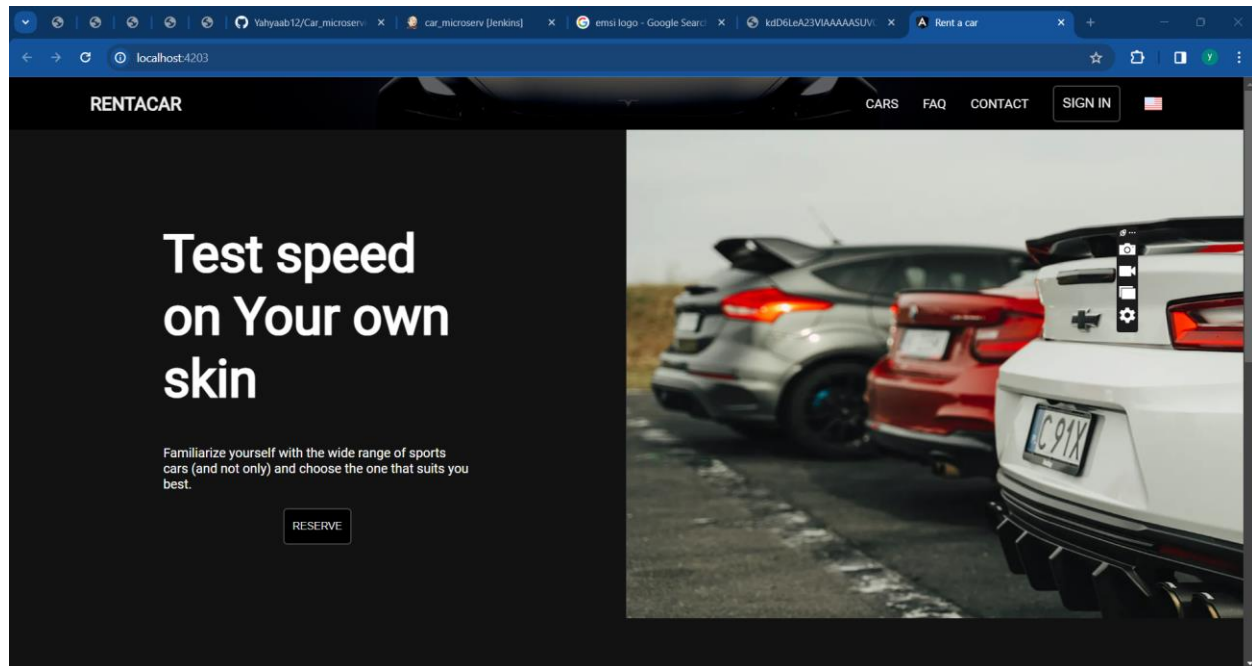 Yahyaab12/Car_microserv
car_microserv [Jenkins]
emsi logo - Google Search
kdD6LeA23VIAAAAASUVC
Rent a car
localhost:4203
y
RENTACAR
CARS
FAQ
CONTACT
SIGN IN
Test speed
on Your own
skin
Familiarize yourself with the wide range of sports
cars (and not only) and choose the one that suits you
best.
RESERVE
C 91X